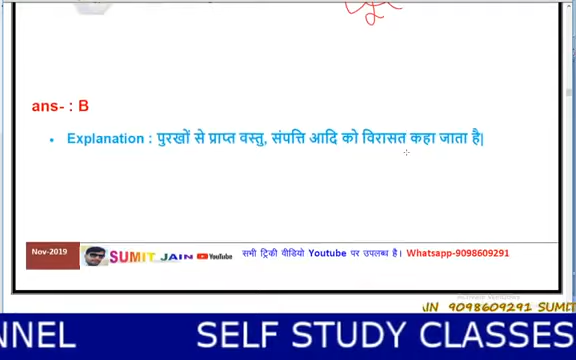 ans- : B
• Explanation : पुरखों से प्राप्त वस्तु, संपत्ति आदि को विरासत कहा जाता है|
Nov-2019 SUMIT JAIN YouTube सभी ट्रिकी वीडियो Youtube पर उपलब्ध है। Whatsapp-9098609291
JN 9098609291 SUMIT
NNEL SELF STUDY CLASSES